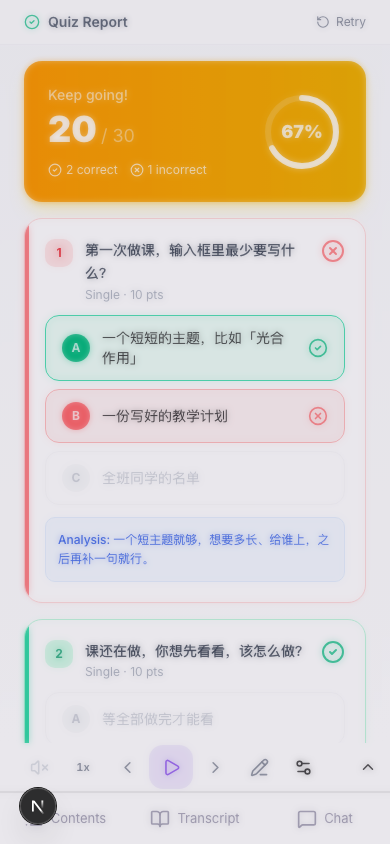 Quiz Report
Retry
Keep going!
20 / 30
67%
2 correct 1 incorrect
1
第一次做课，输入框里最少要写什
么？
Single · 10 pts
A
一个短短的主题，比如「光合
作用」
B
一份写好的教学计划
C
全班同学的名单
Analysis: 一个短主题就够，想要多长、给谁上，之
后再补一句就行。
2
课还在做，你想先看看，该怎么做？
Single · 10 pts
A
等全部做完才能看
1x
N
Contents
Transcript
Chat